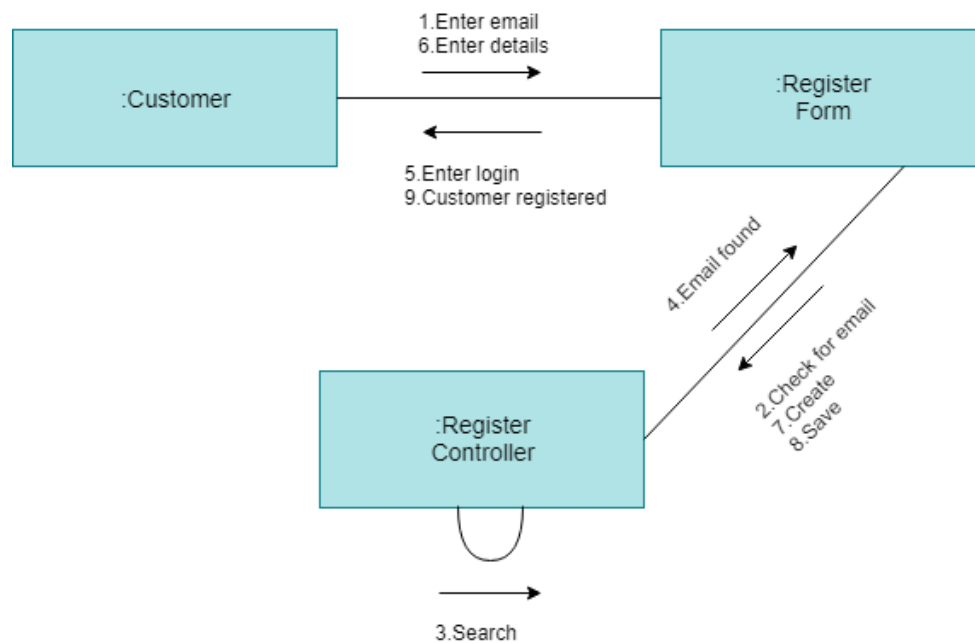 1.Enter email
6.Enter details
:Customer
:Register
Form
5.Enter login
9.Customer registered
4.Email found
2.Check for email
7.Create
8.Save
:Register
Controller
3.Search